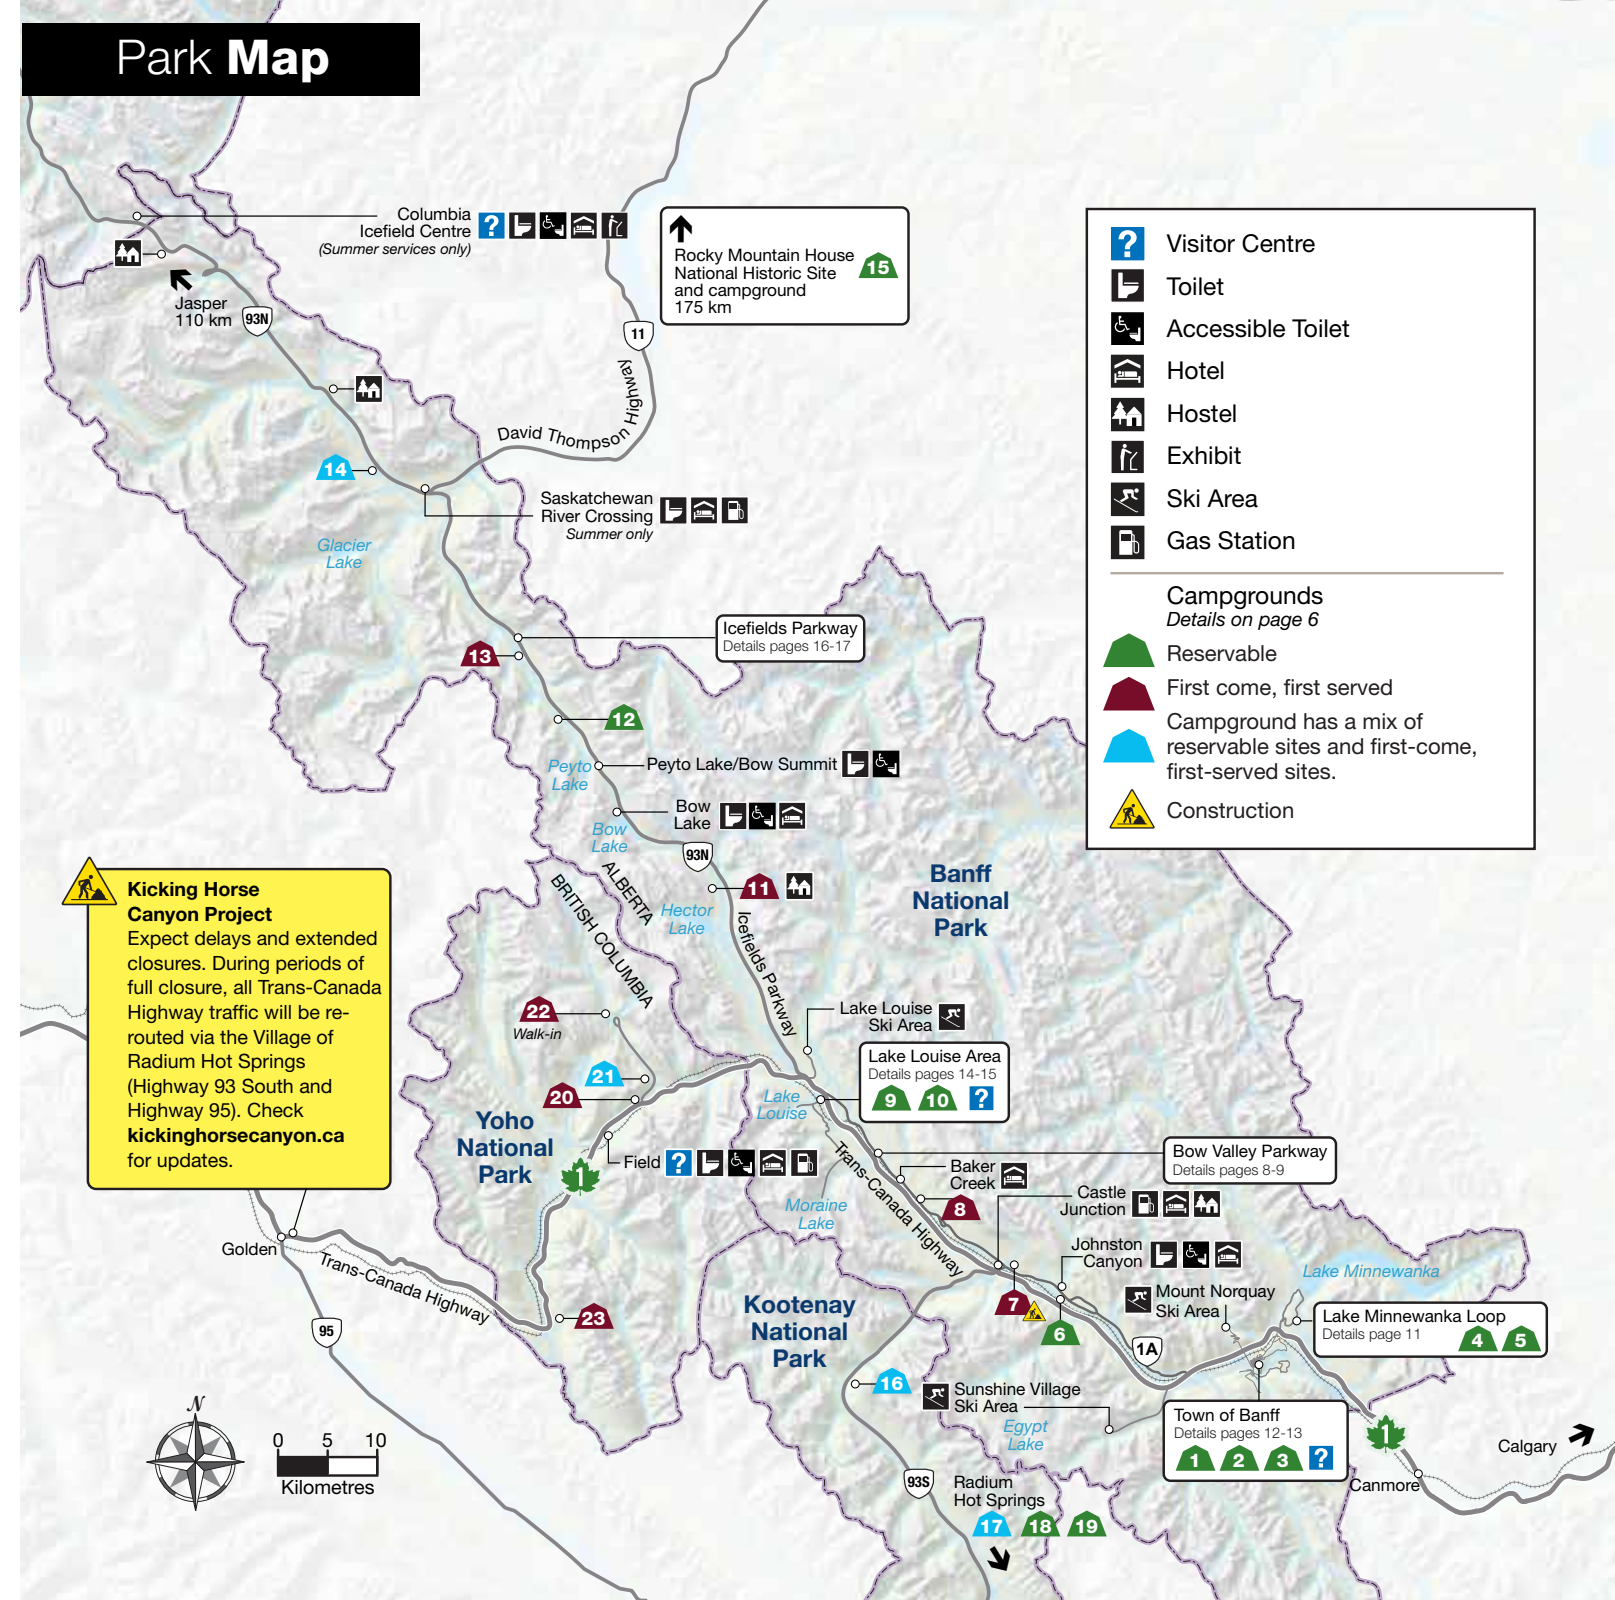 Park Map
Columbia
Icefield Centre
(Summer services only)
?
Rocky Mountain House
National Historic Site
and campground
175 km
15
Jasper
110 km
93N
11
David Thompson Highway
14
Saskatchewan
River Crossing
Summer only
Glacier
Lake
Icefields Parkway
Details pages 16-17
13
12
Peyto
Lake
Peyto Lake/Bow Summit
Bow
Lake
Bow
Lake
93N
ALBERTA
BRITISH COLUMBIA
11
Hector
Lake
Icefields Parkway
Banff
National
Park
? Visitor Centre
Toilet
Accessible Toilet
Hotel
Hostel
Exhibit
Ski Area
Gas Station
Campgrounds
Details on page 6
Reservable
First come, first served
Campground has a mix of
reservable sites and first-come,
first-served sites.
Construction
Kicking Horse
Canyon Project
Expect delays and extended
closures. During periods of
full closure, all Trans-Canada
Highway traffic will be re-
routed via the Village of
Radium Hot Springs
(Highway 93 South and
Highway 95). Check
kickinghorsecanyon.ca
for updates.
22
Walk-in
21
20
Yoho
National
Park
Field
?
1
Lake Louise
Ski Area
Lake Louise Area
Details pages 14-15
9 10 ?
Lake
Louise
Trans-Canada Highway
Moraine
Lake
Bow Valley Parkway
Details pages 8-9
Baker
Creek
8
Castle
Junction
Johnston
Canyon
Lake Minnewanka
Mount Norquay
Ski Area
Lake Minnewanka Loop
Details page 11
4 5
7
6
1A
Golden
Trans-Canada Highway
23
95
Kootenay
National
Park
16
Sunshine Village
Ski Area
Egypt
Lake
Town of Banff
Details pages 12-13
1 2 3 ?
1
Calgary
Canmore
93S
Radium
Hot Springs
17 18 19
N
0 5 10
Kilometres